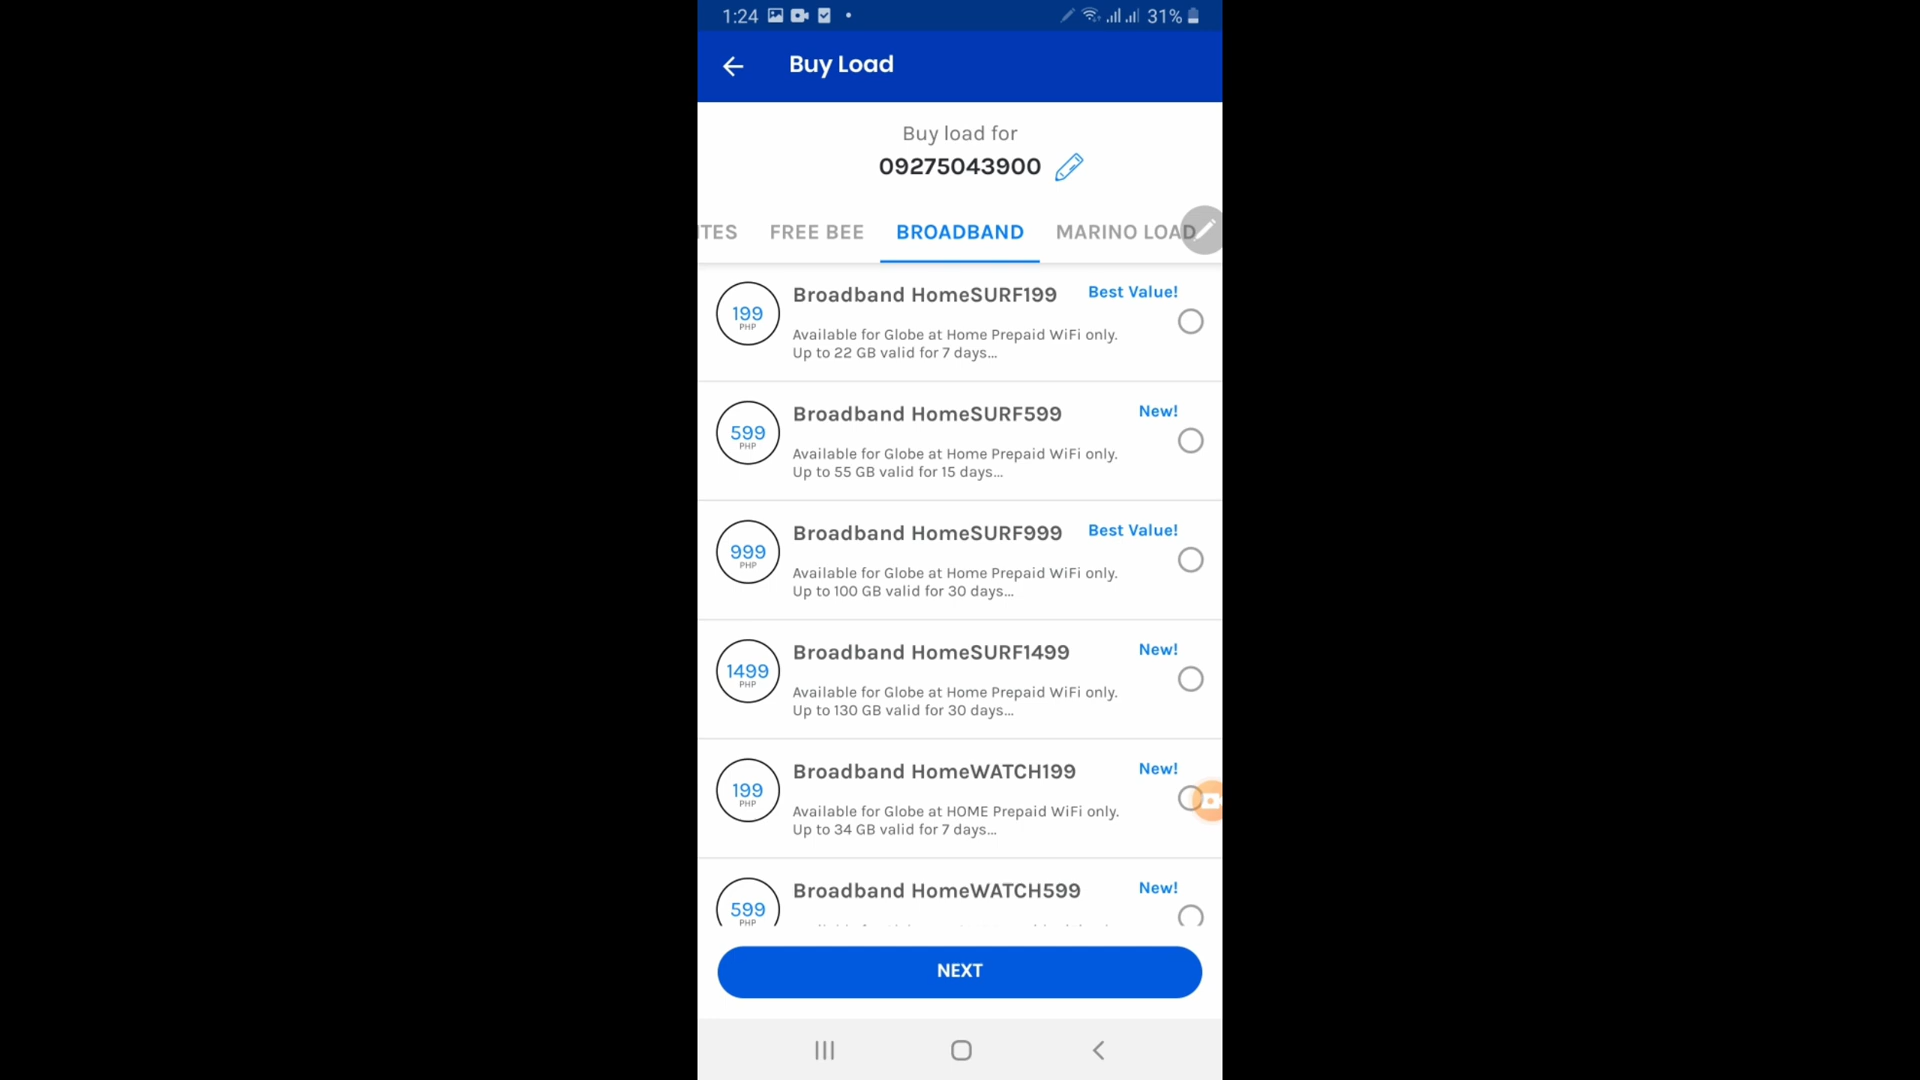 1:24
31%
Buy Load
Buy load for
09275043900
ITES FREE BEE BROADBAND MARINO LOAD
199 PHP
Broadband HomeSURF199
Best Value!
Available for Globe at Home Prepaid WiFi only.
Up to 22 GB valid for 7 days...
599 PHP
Broadband HomeSURF599
New!
Available for Globe at Home Prepaid WiFi only.
Up to 55 GB valid for 15 days...
999 PHP
Broadband HomeSURF999
Best Value!
Available for Globe at Home Prepaid WiFi only.
Up to 100 GB valid for 30 days...
1499 PHP
Broadband HomeSURF1499
New!
Available for Globe at Home Prepaid WiFi only.
Up to 130 GB valid for 30 days...
199 PHP
Broadband HomeWATCH199
New!
Available for Globe at HOME Prepaid WiFi only.
Up to 34 GB valid for 7 days...
599 PHP
Broadband HomeWATCH599
New!
NEXT